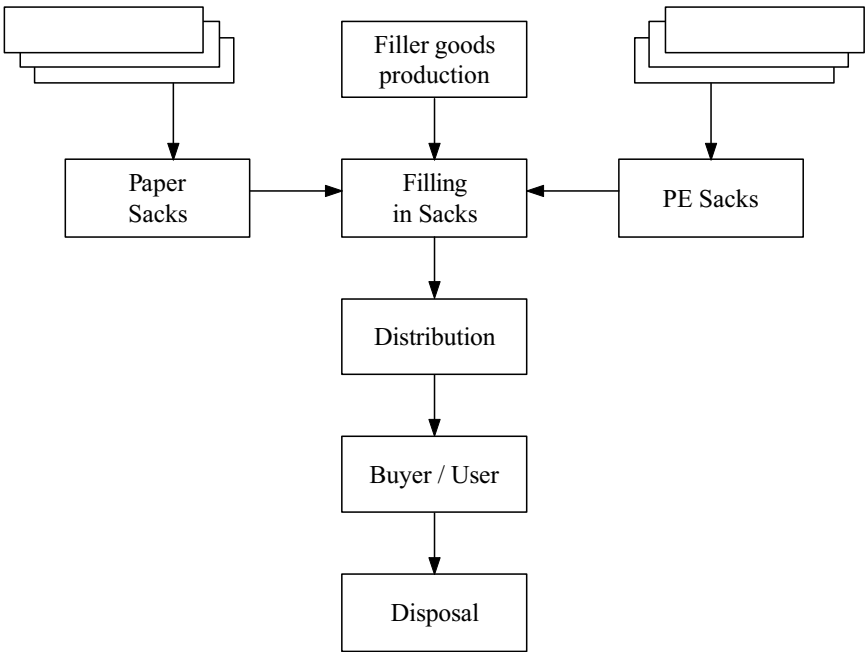 Filler goods
production
Paper
Sacks
Filling
in Sacks
PE Sacks
Distribution
Buyer / User
Disposal